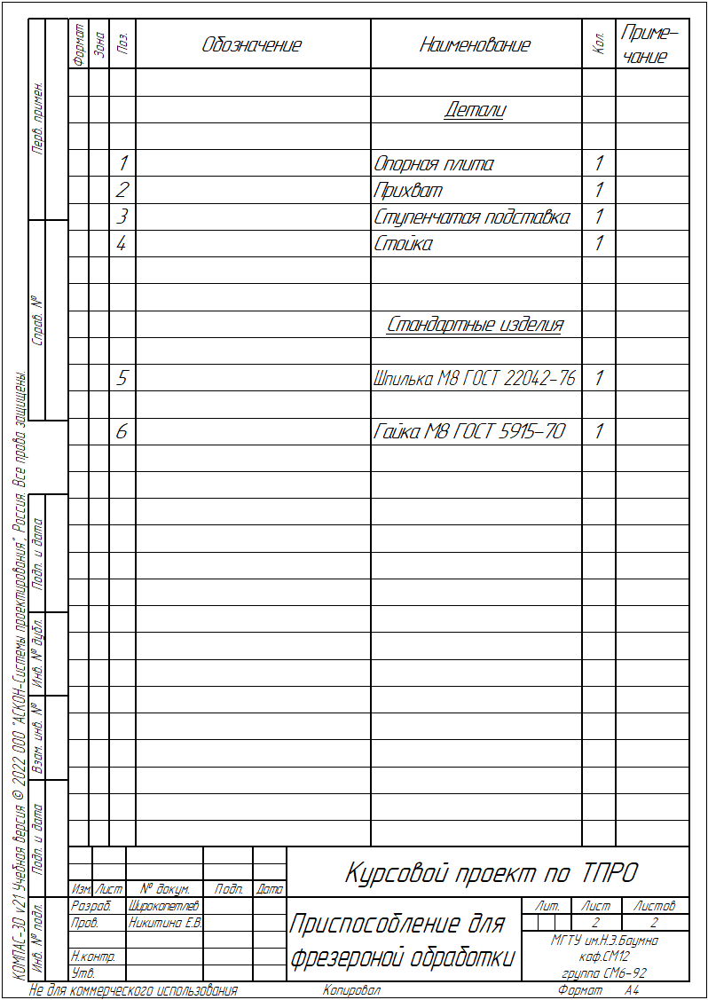 Формат
Зона
Поз.
Обозначение
Наименование
Кол.
Приме-
чание
Перв. примен.
Справ. №
Детали
1 Опорная плита 1
2 Прихват 1
3 Ступенчатая подставка 1
4 Стойка 1
Стандартные изделия
5 Шпилька М8 ГОСТ 22042-76 1
6 Гайка М8 ГОСТ 5915-70 1
Подп. и дата
Инв. № дубл.
Взам. инв. №
Подп. и дата
Инв. № подл.
КОМПАС-3D v21 Учебная версия © 2022 ООО "АСКОН-Системы проектирования", Россия. Все права защищены.
Изм. Лист № докум. Подп. Дата
Курсовой проект по ТПРО
Разраб. Широкопетлев
Пров. Никитина Е.В.
Н.контр.
Утв.
Приспособление для
фрезероной обработки
Лит. Лист Листов
2 2
МГТУ им.Н.Э.Баумна
каф.СМ12
группа СМ6-92
Не для коммерческого использования Копировал Формат А4